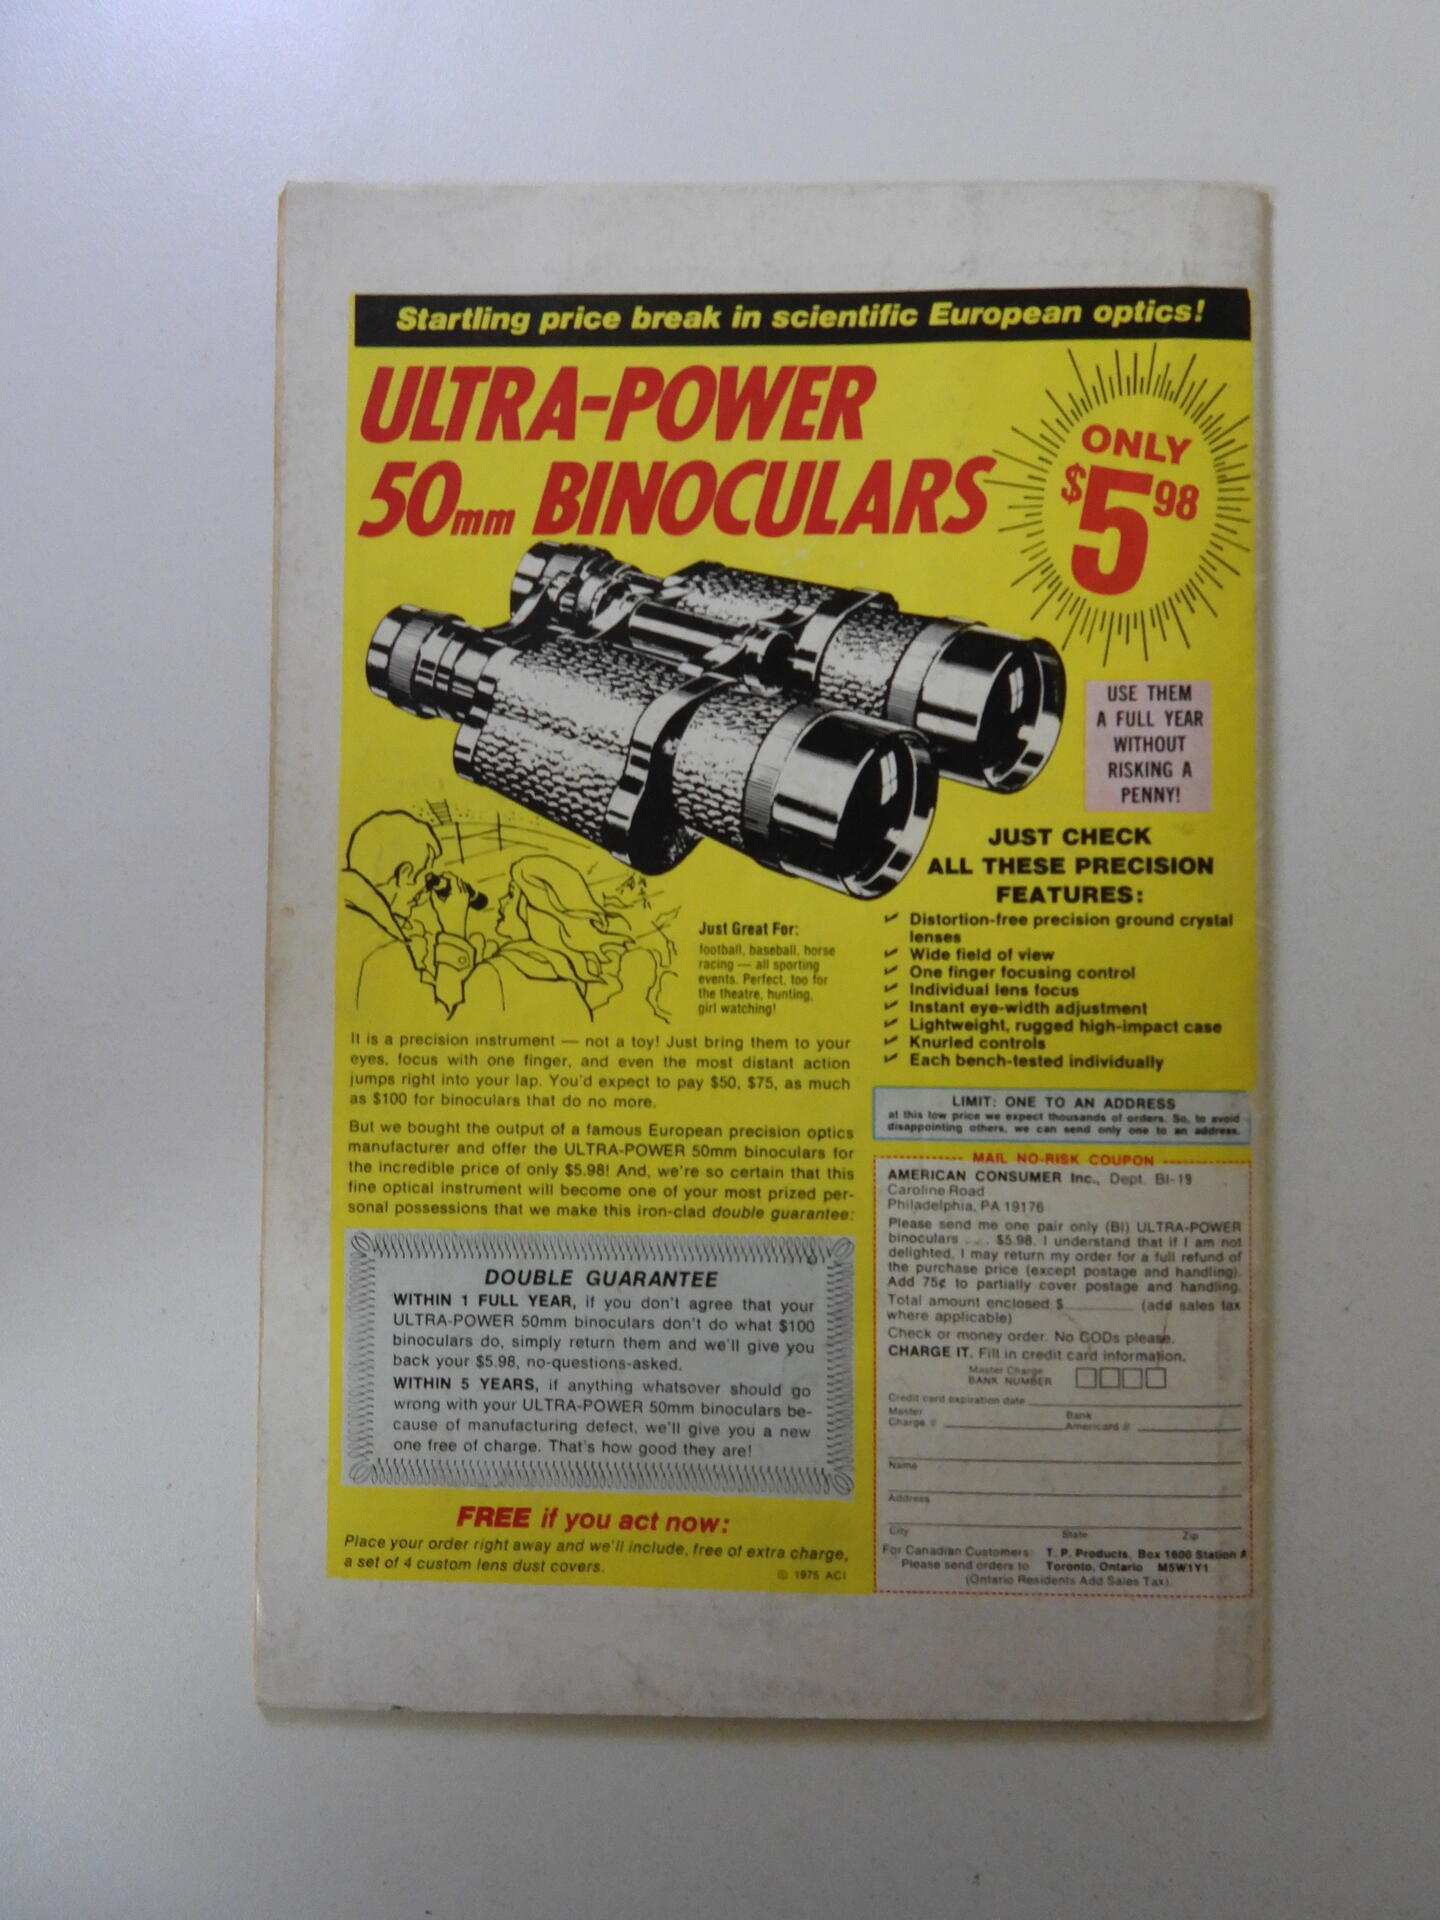 Startling price break in scientific European optics!
ULTRA-POWER
50mm BINOCULARS
ONLY
$5.98
USE THEM
A FULL YEAR
WITHOUT
RISKING A
PENNY!
JUST CHECK
ALL THESE PRECISION
FEATURES:
Distortion-free precision ground crystal
lenses
Wide field of view
One finger focusing control
Individual lens focus
Instant eye-width adjustment
Lightweight, rugged high-impact case
Knurled controls
Each bench-tested individually
Just Great For:
football, baseball, horse
racing — all sporting
events. Perfect, too for
the theatre, hunting,
girl watching!
It is a precision instrument — not a toy! Just bring them to your
eyes, focus with one finger, and even the most distant action
jumps right into your lap. You'd expect to pay $50, $75, as much
as $100 for binoculars that do no more.
But we bought the output of a famous European precision optics
manufacturer and offer the ULTRA-POWER 50mm binoculars for
the incredible price of only $5.98! And, we're so certain that this
fine optical instrument will become one of your most prized per-
sonal possessions that we make this iron-clad double guarantee:
DOUBLE GUARANTEE
WITHIN 1 FULL YEAR, if you don't agree that your
ULTRA-POWER 50mm binoculars don't do what $100
binoculars do, simply return them and we'll give you
back your $5.98, no-questions-asked.
WITHIN 5 YEARS, if anything whatsover should go
wrong with your ULTRA-POWER 50mm binoculars be-
cause of manufacturing defect, we'll give you a new
one free of charge. That's how good they are!
FREE if you act now:
Place your order right away and we'll include, free of extra charge,
a set of 4 custom lens dust covers.
© 1975 ACI
LIMIT: ONE TO AN ADDRESS
at this low price we expect thousands of orders. So, to avoid
disappointing others, we can send only one to an address.
MAIL NO-RISK COUPON
AMERICAN CONSUMER Inc., Dept. BI-19
Caroline Road
Philadelphia, PA 19176
Please send me one pair only (BI) ULTRA-POWER
binoculars . . . $5.98. I understand that if I am not
delighted, I may return my order for a full refund of
the purchase price (except postage and handling).
Add 75¢ to partially cover postage and handling.
Total amount enclosed $ (add sales tax
where applicable)
Check or money order. No CODs please.
CHARGE IT. Fill in credit card information.
Master Charge
BANK NUMBER
Credit card expiration date
Master Bank
Charge # Americard #
Name
Address
City State Zip
For Canadian Customers: T. P. Products, Box 1600 Station A
Please send orders to Toronto, Ontario M5W1Y1
(Ontario Residents Add Sales Tax).